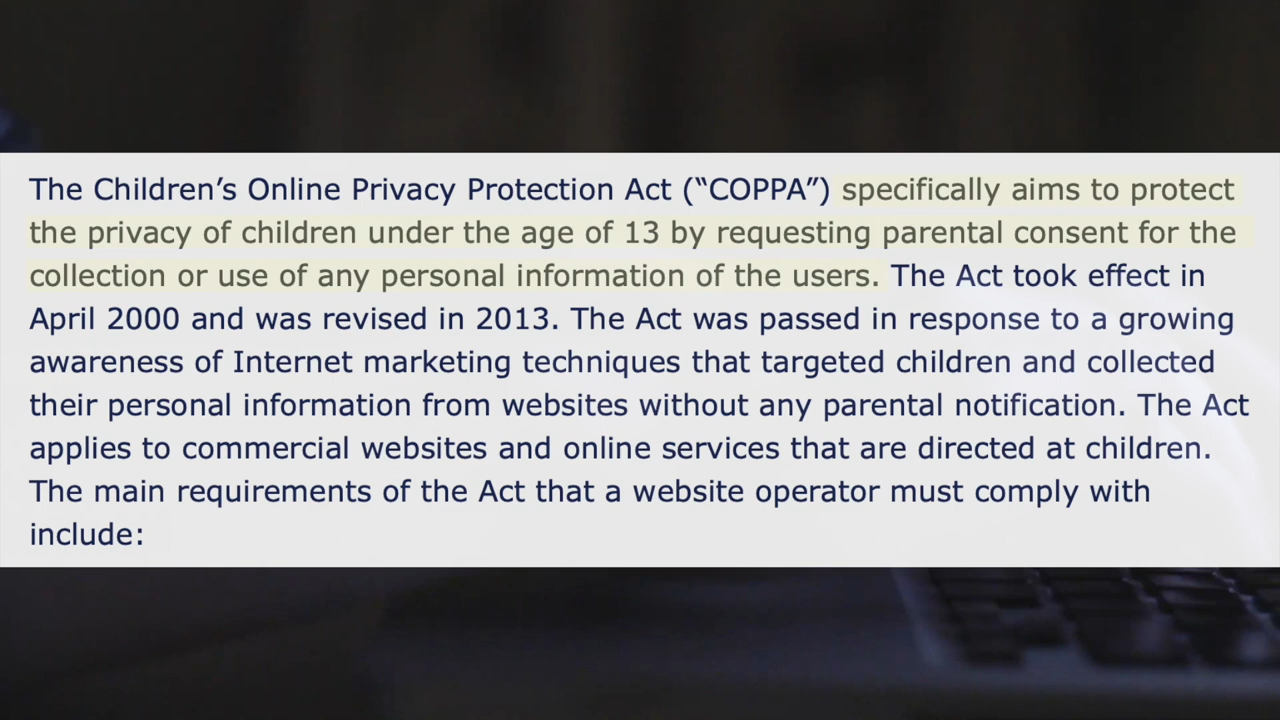 The Children’s Online Privacy Protection Act (“COPPA”) specifically aims to protect
the privacy of children under the age of 13 by requesting parental consent for the
collection or use of any personal information of the users. The Act took effect in
April 2000 and was revised in 2013. The Act was passed in response to a growing
awareness of Internet marketing techniques that targeted children and collected
their personal information from websites without any parental notification. The Act
applies to commercial websites and online services that are directed at children.
The main requirements of the Act that a website operator must comply with
include: